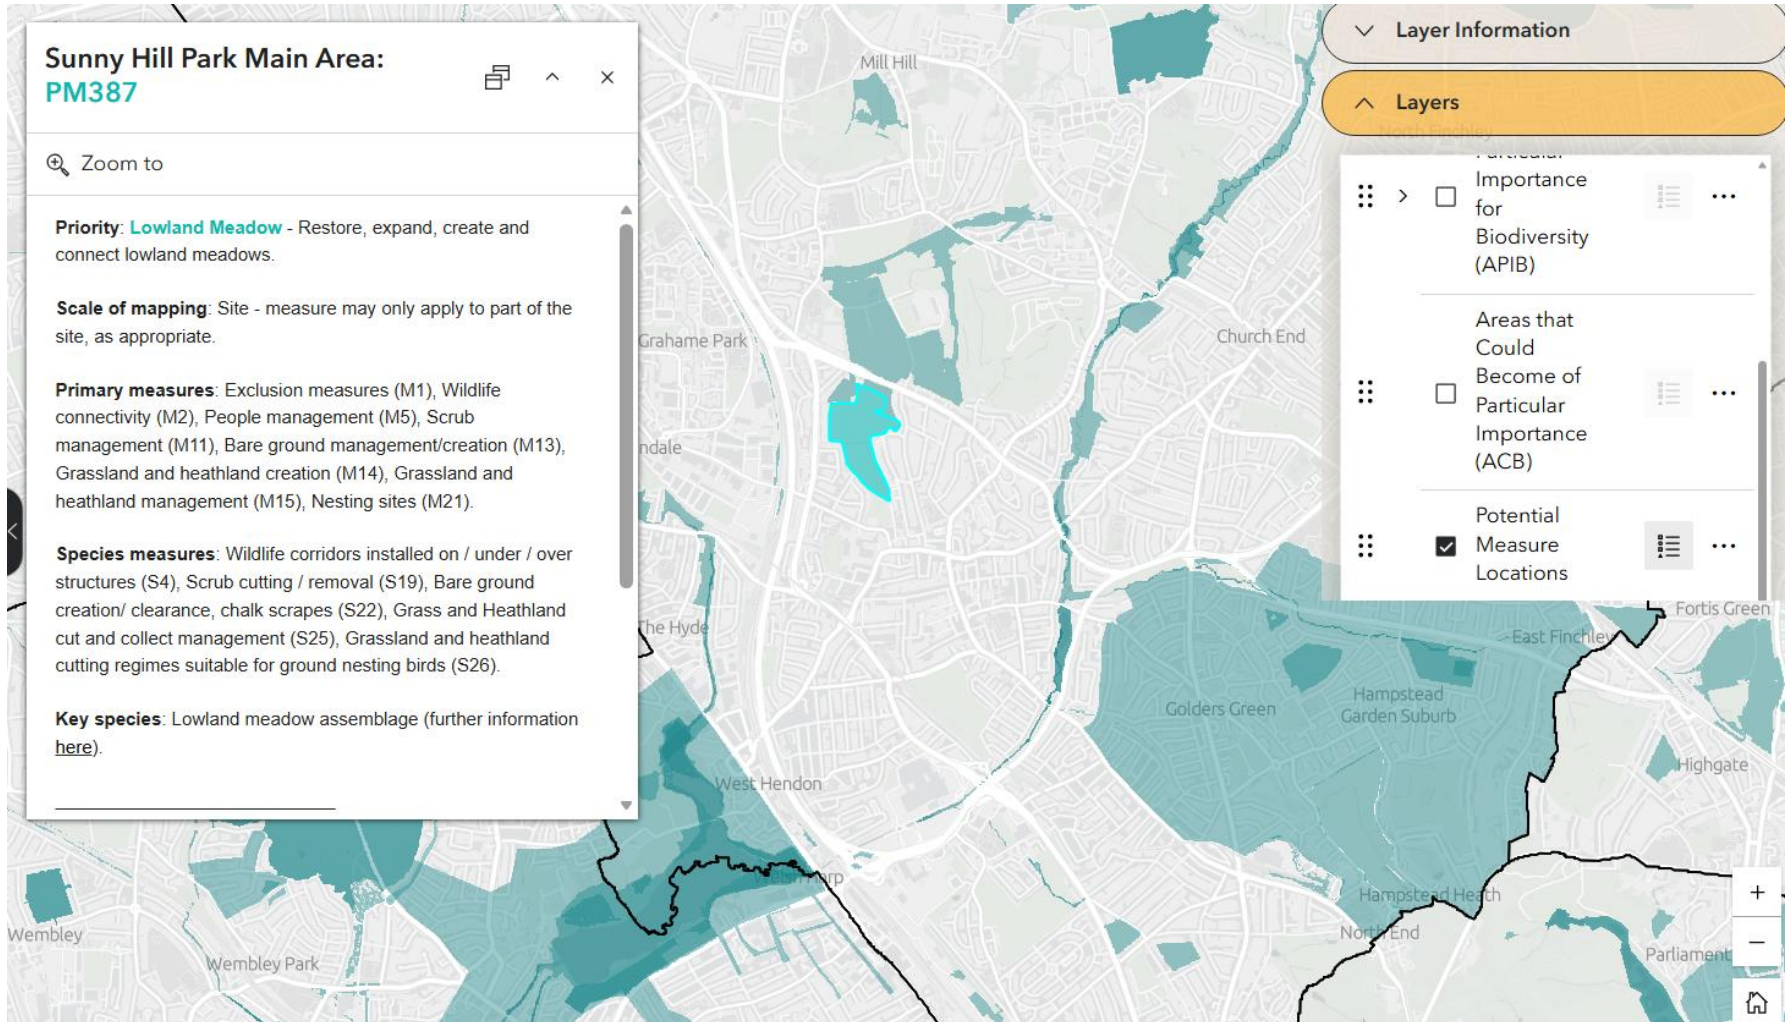 Sunny Hill Park Main Area:
PM387
Zoom to
Priority: Lowland Meadow - Restore, expand, create and
connect lowland meadows.
Scale of mapping: Site - measure may only apply to part of the
site, as appropriate.
Primary measures: Exclusion measures (M1), Wildlife
connectivity (M2), People management (M5), Scrub
management (M11), Bare ground management/creation (M13),
Grassland and heathland creation (M14), Grassland and
heathland management (M15), Nesting sites (M21).
Species measures: Wildlife corridors installed on / under / over
structures (S4), Scrub cutting / removal (S19), Bare ground
creation/ clearance, chalk scrapes (S22), Grass and Heathland
cut and collect management (S25), Grassland and heathland
cutting regimes suitable for ground nesting birds (S26).
Key species: Lowland meadow assemblage (further information
here).
Layer Information
Layers
North Finchley
Particular
Importance
for
Biodiversity
(APIB)
Areas that
Could
Become of
Particular
Importance
(ACB)
Potential
Measure
Locations
Mill Hill
Grahame Park
Church End
ndale
The Hyde
Fortis Green
East Finchley
Hampstead
Garden Suburb
Golders Green
Highgate
West Hendon
Hampstead Heath
North End
Parliament
Wembley
Wembley Park